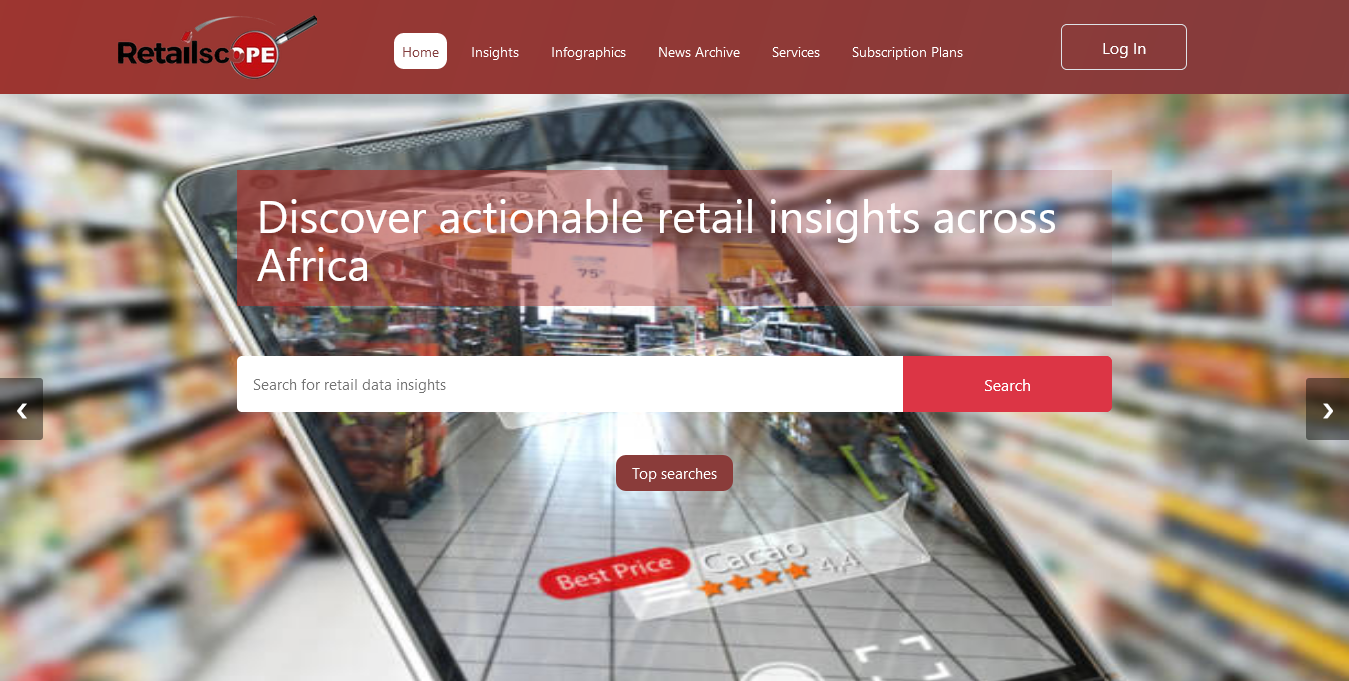 RetailscOPE
Home
Insights
Infographics
News Archive
Services
Subscription Plans
Log In
Discover actionable retail insights across
Africa
75
Search for retail data insights
Search
❮
❯
Top searches
Best Price
Cacao
4.4